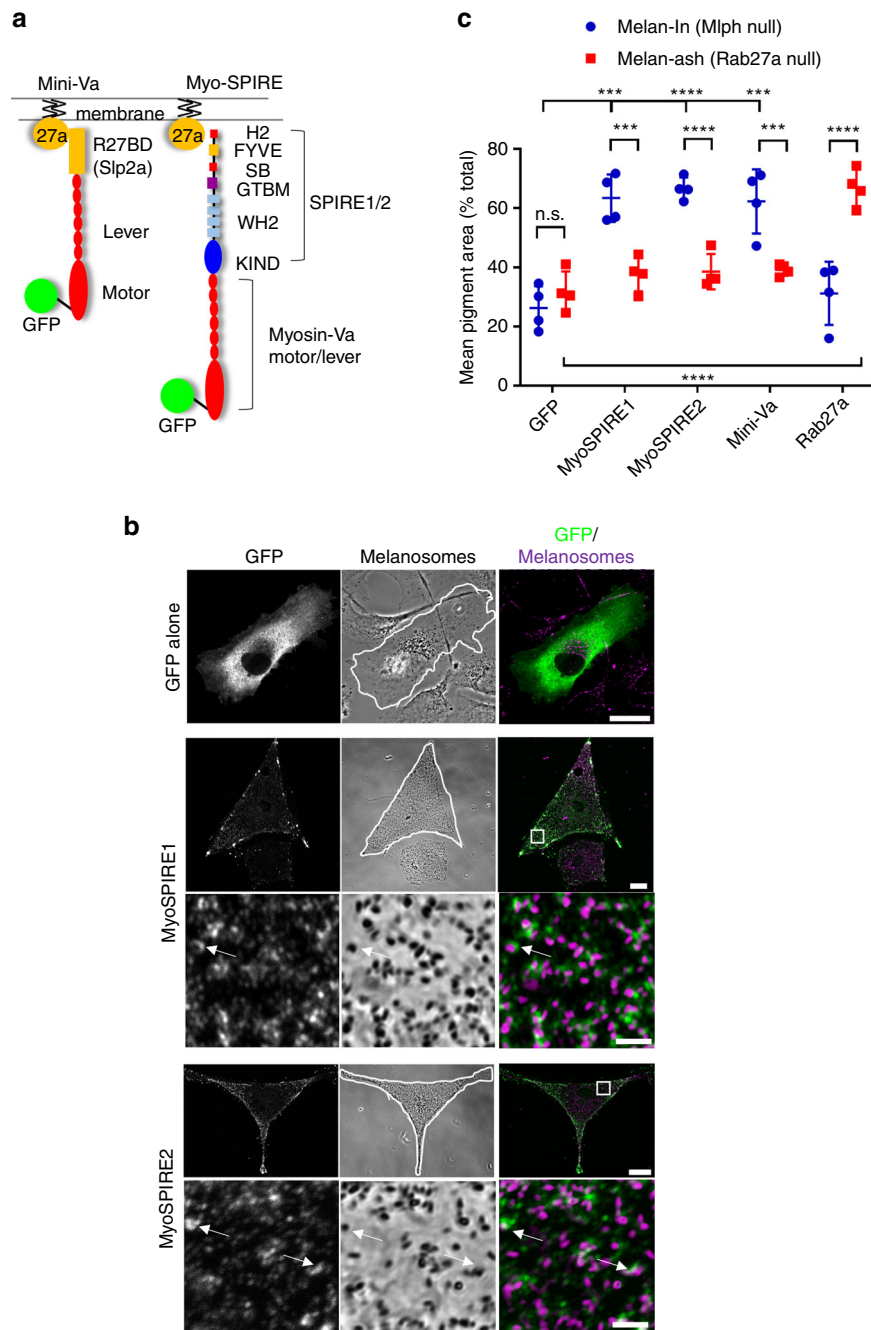 a
Mini-Va
Myo-SPIRE
membrane
27a
27a
R27BD
(Slp2a)
Lever
Motor
GFP
H2
FYVE
SB
GTBM
WH2
KIND
SPIRE1/2
Myosin-Va
motor/lever
GFP
c
Melan-In (Mlph null)
Melan-ash (Rab27a null)
***
****
***
***
****
***
****
n.s.
Mean pigment area (% total)
80
60
40
20
0
****
GFP
MyoSPIRE1
MyoSPIRE2
Mini-Va
Rab27a
b
GFP
Melanosomes
GFP/
Melanosomes
GFP alone
MyoSPIRE1
MyoSPIRE2